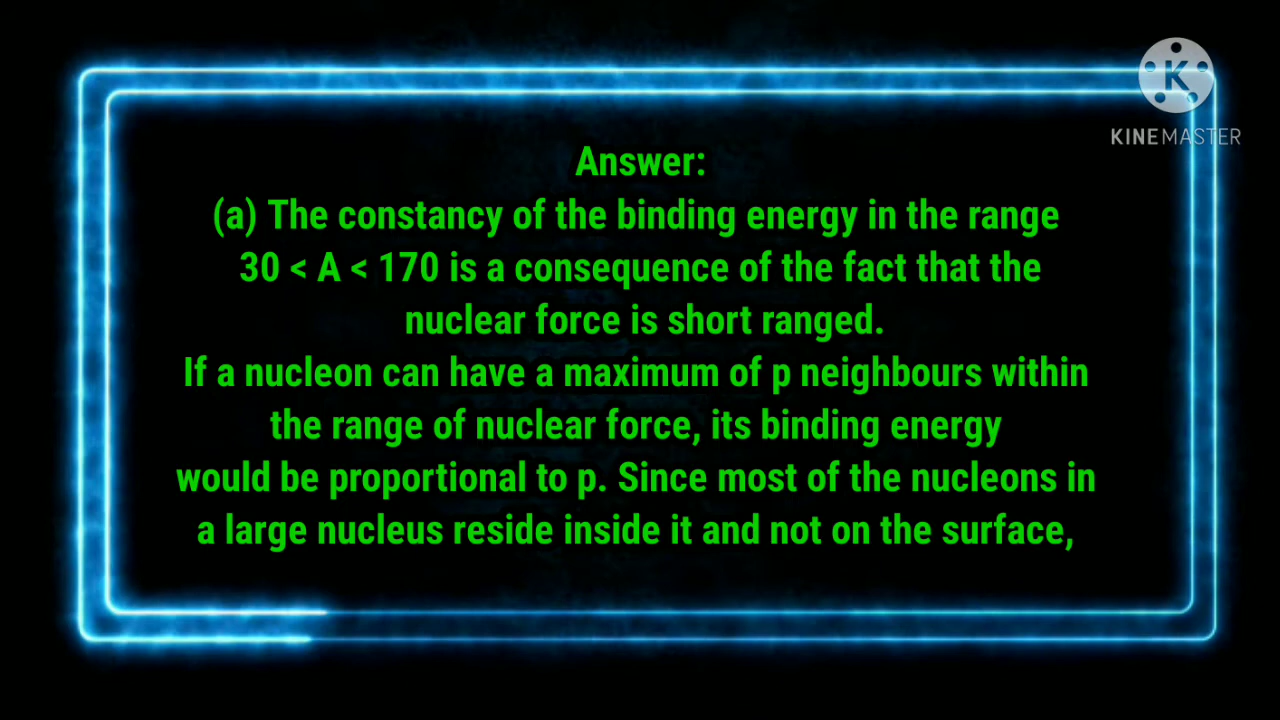 K
KINEMASTER
Answer:
(a) The constancy of the binding energy in the range
30 < A < 170 is a consequence of the fact that the
nuclear force is short ranged.
If a nucleon can have a maximum of p neighbours within
the range of nuclear force, its binding energy
would be proportional to p. Since most of the nucleons in
a large nucleus reside inside it and not on the surface,